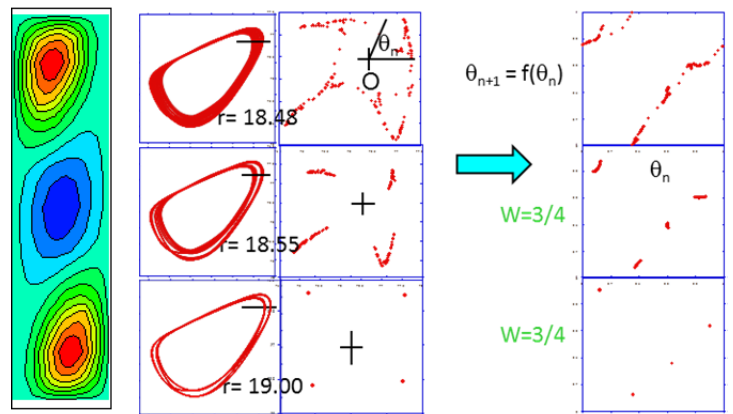 θn
O
r= 18.48
θn+1 = f(θn)
r= 18.55
W=3/4
θn
r= 19.00
W=3/4